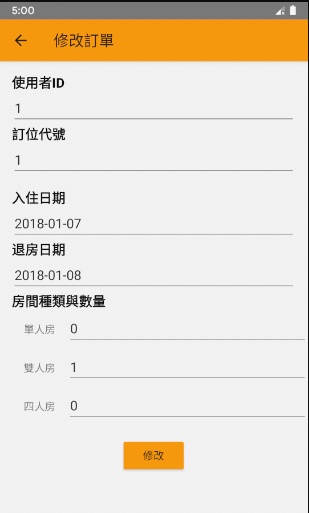 5:00
修改訂單
使用者ID
1
訂位代號
1
入住日期
2018-01-07
退房日期
2018-01-08
房間種類與數量
單人房 0
雙人房 1
四人房 0
修改